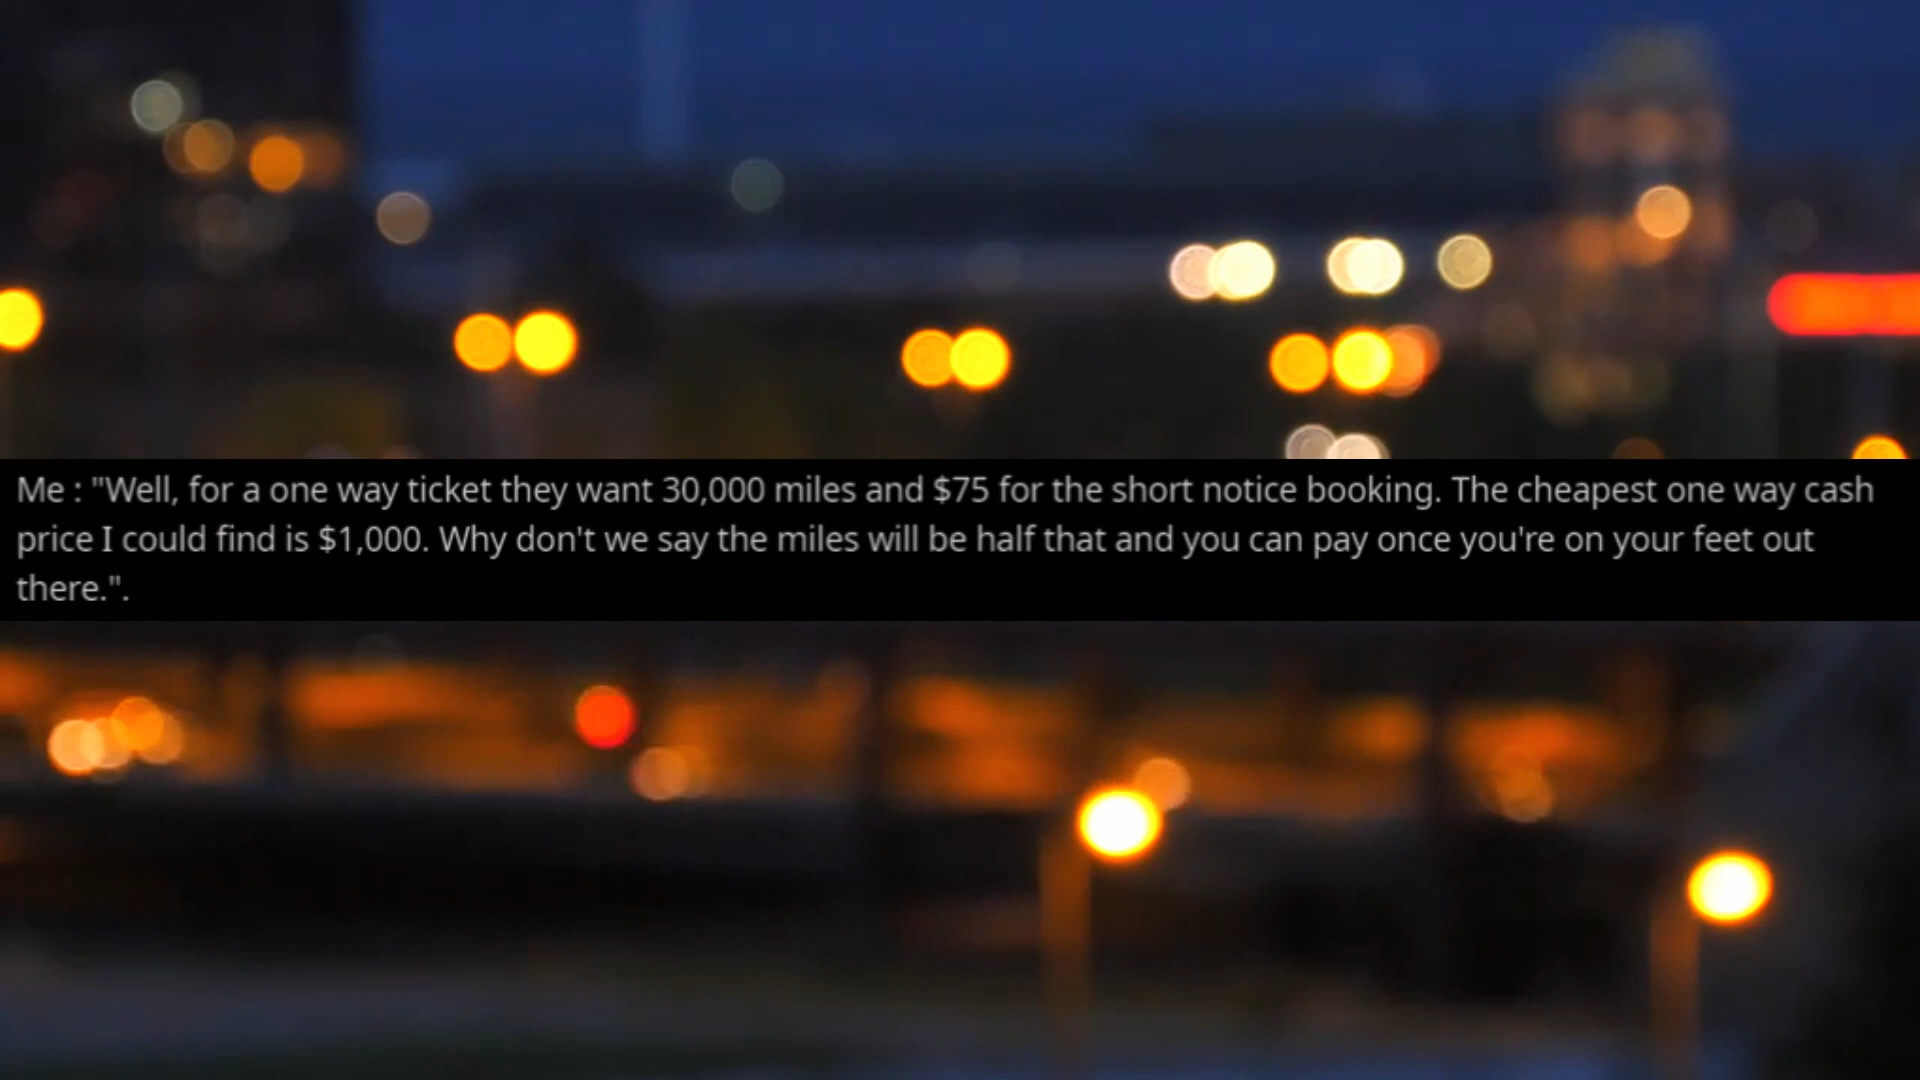 Me : "Well, for a one way ticket they want 30,000 miles and $75 for the short notice booking. The cheapest one way cash
price I could find is $1,000. Why don't we say the miles will be half that and you can pay once you're on your feet out
there.".